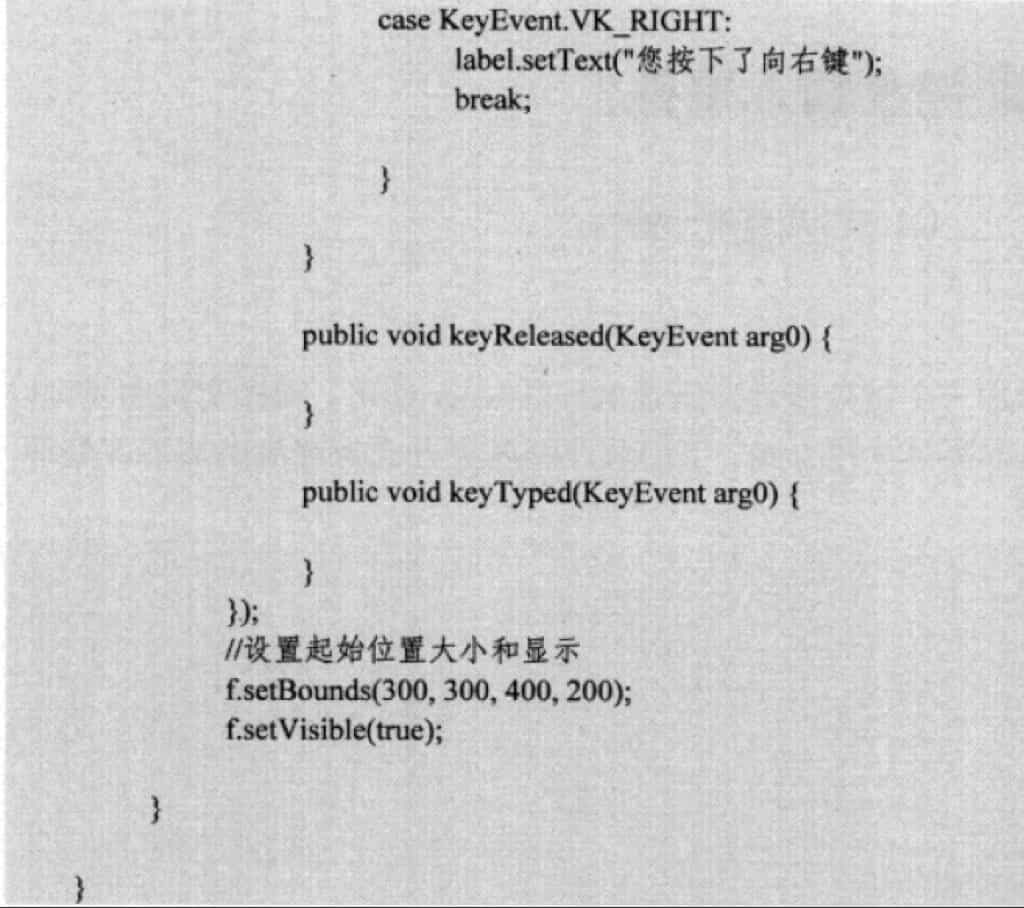 case KeyEvent.VK_RIGHT:
label.setText("您按下了向右键");
break;
}
}
public void keyReleased(KeyEvent arg0) {
}
public void keyTyped(KeyEvent arg0) {
}
});
//设置起始位置大小和显示
f.setBounds(300, 300, 400, 200);
f.setVisible(true);
}
}